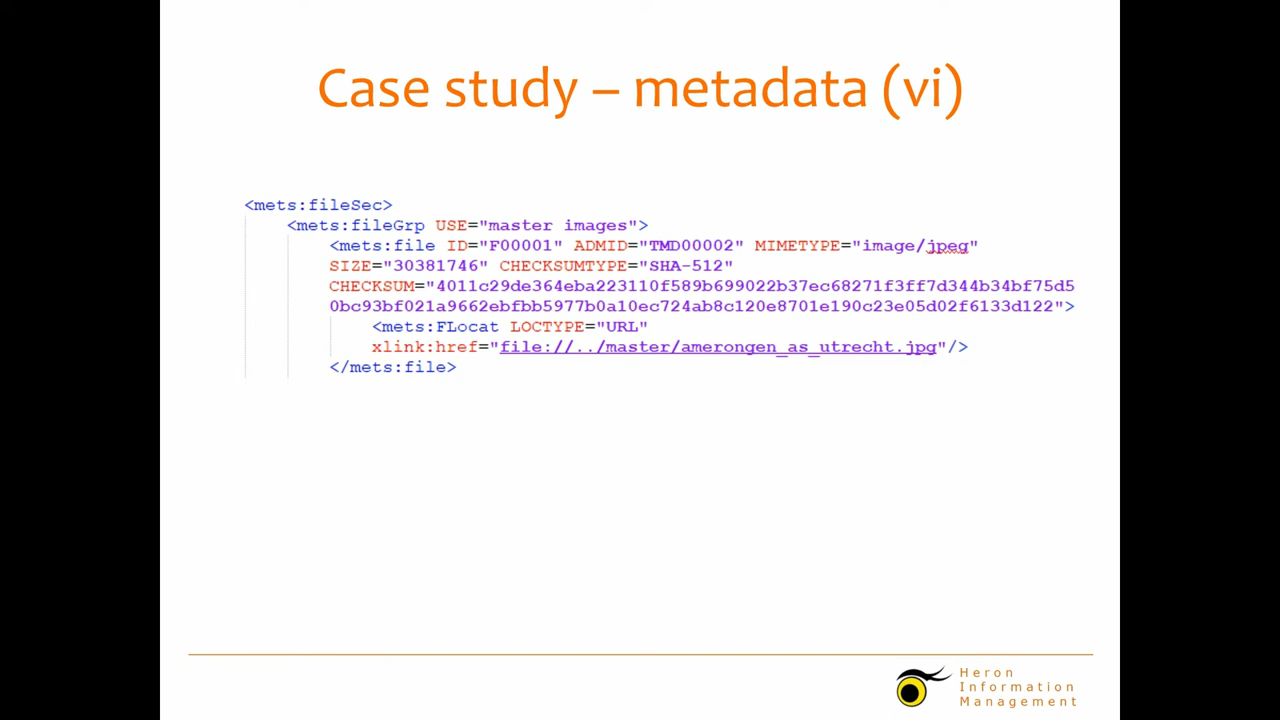 Case study – metadata (vi)
<mets:fileSec>
<mets:fileGrp USE="master images">
<mets:file ID="F00001" ADMID="TMD00002" MIMETYPE="image/jpeg"
SIZE="30381746" CHECKSUMTYPE="SHA-512"
CHECKSUM="4011c29de364eba223110f589b699022b37ec68271f3ff7d344b34bf75d5
0bc93bf021a9662ebfbb5977b0a10ec724ab8c120e8701e190c23e05d02f6133d122">
<mets:FLocat LOCTYPE="URL"
xlink:href="file://../master/amerongen_as_utrecht.jpg"/>
</mets:file>
Heron
Information
Management